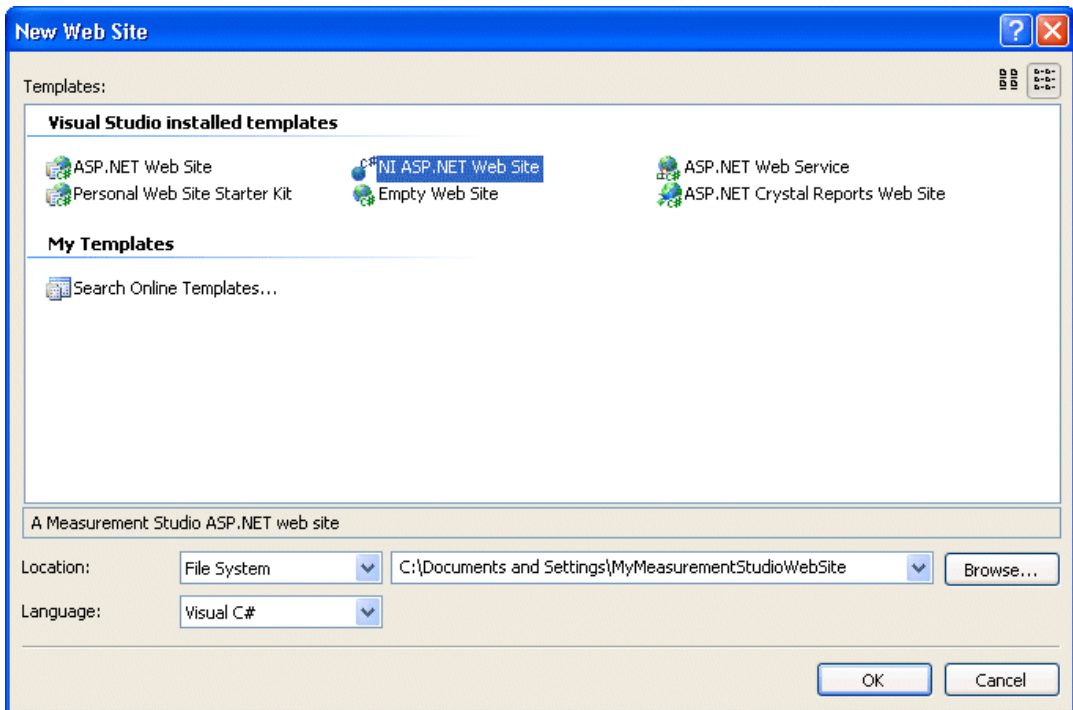 New Web Site
Templates:
Visual Studio installed templates
ASP.NET Web Site
NI ASP.NET Web Site
ASP.NET Web Service
Personal Web Site Starter Kit
Empty Web Site
ASP.NET Crystal Reports Web Site
My Templates
Search Online Templates...
A Measurement Studio ASP.NET web site
Location:
File System
C:\Documents and Settings\MyMeasurementStudioWebSite
Browse...
Language:
Visual C#
OK
Cancel